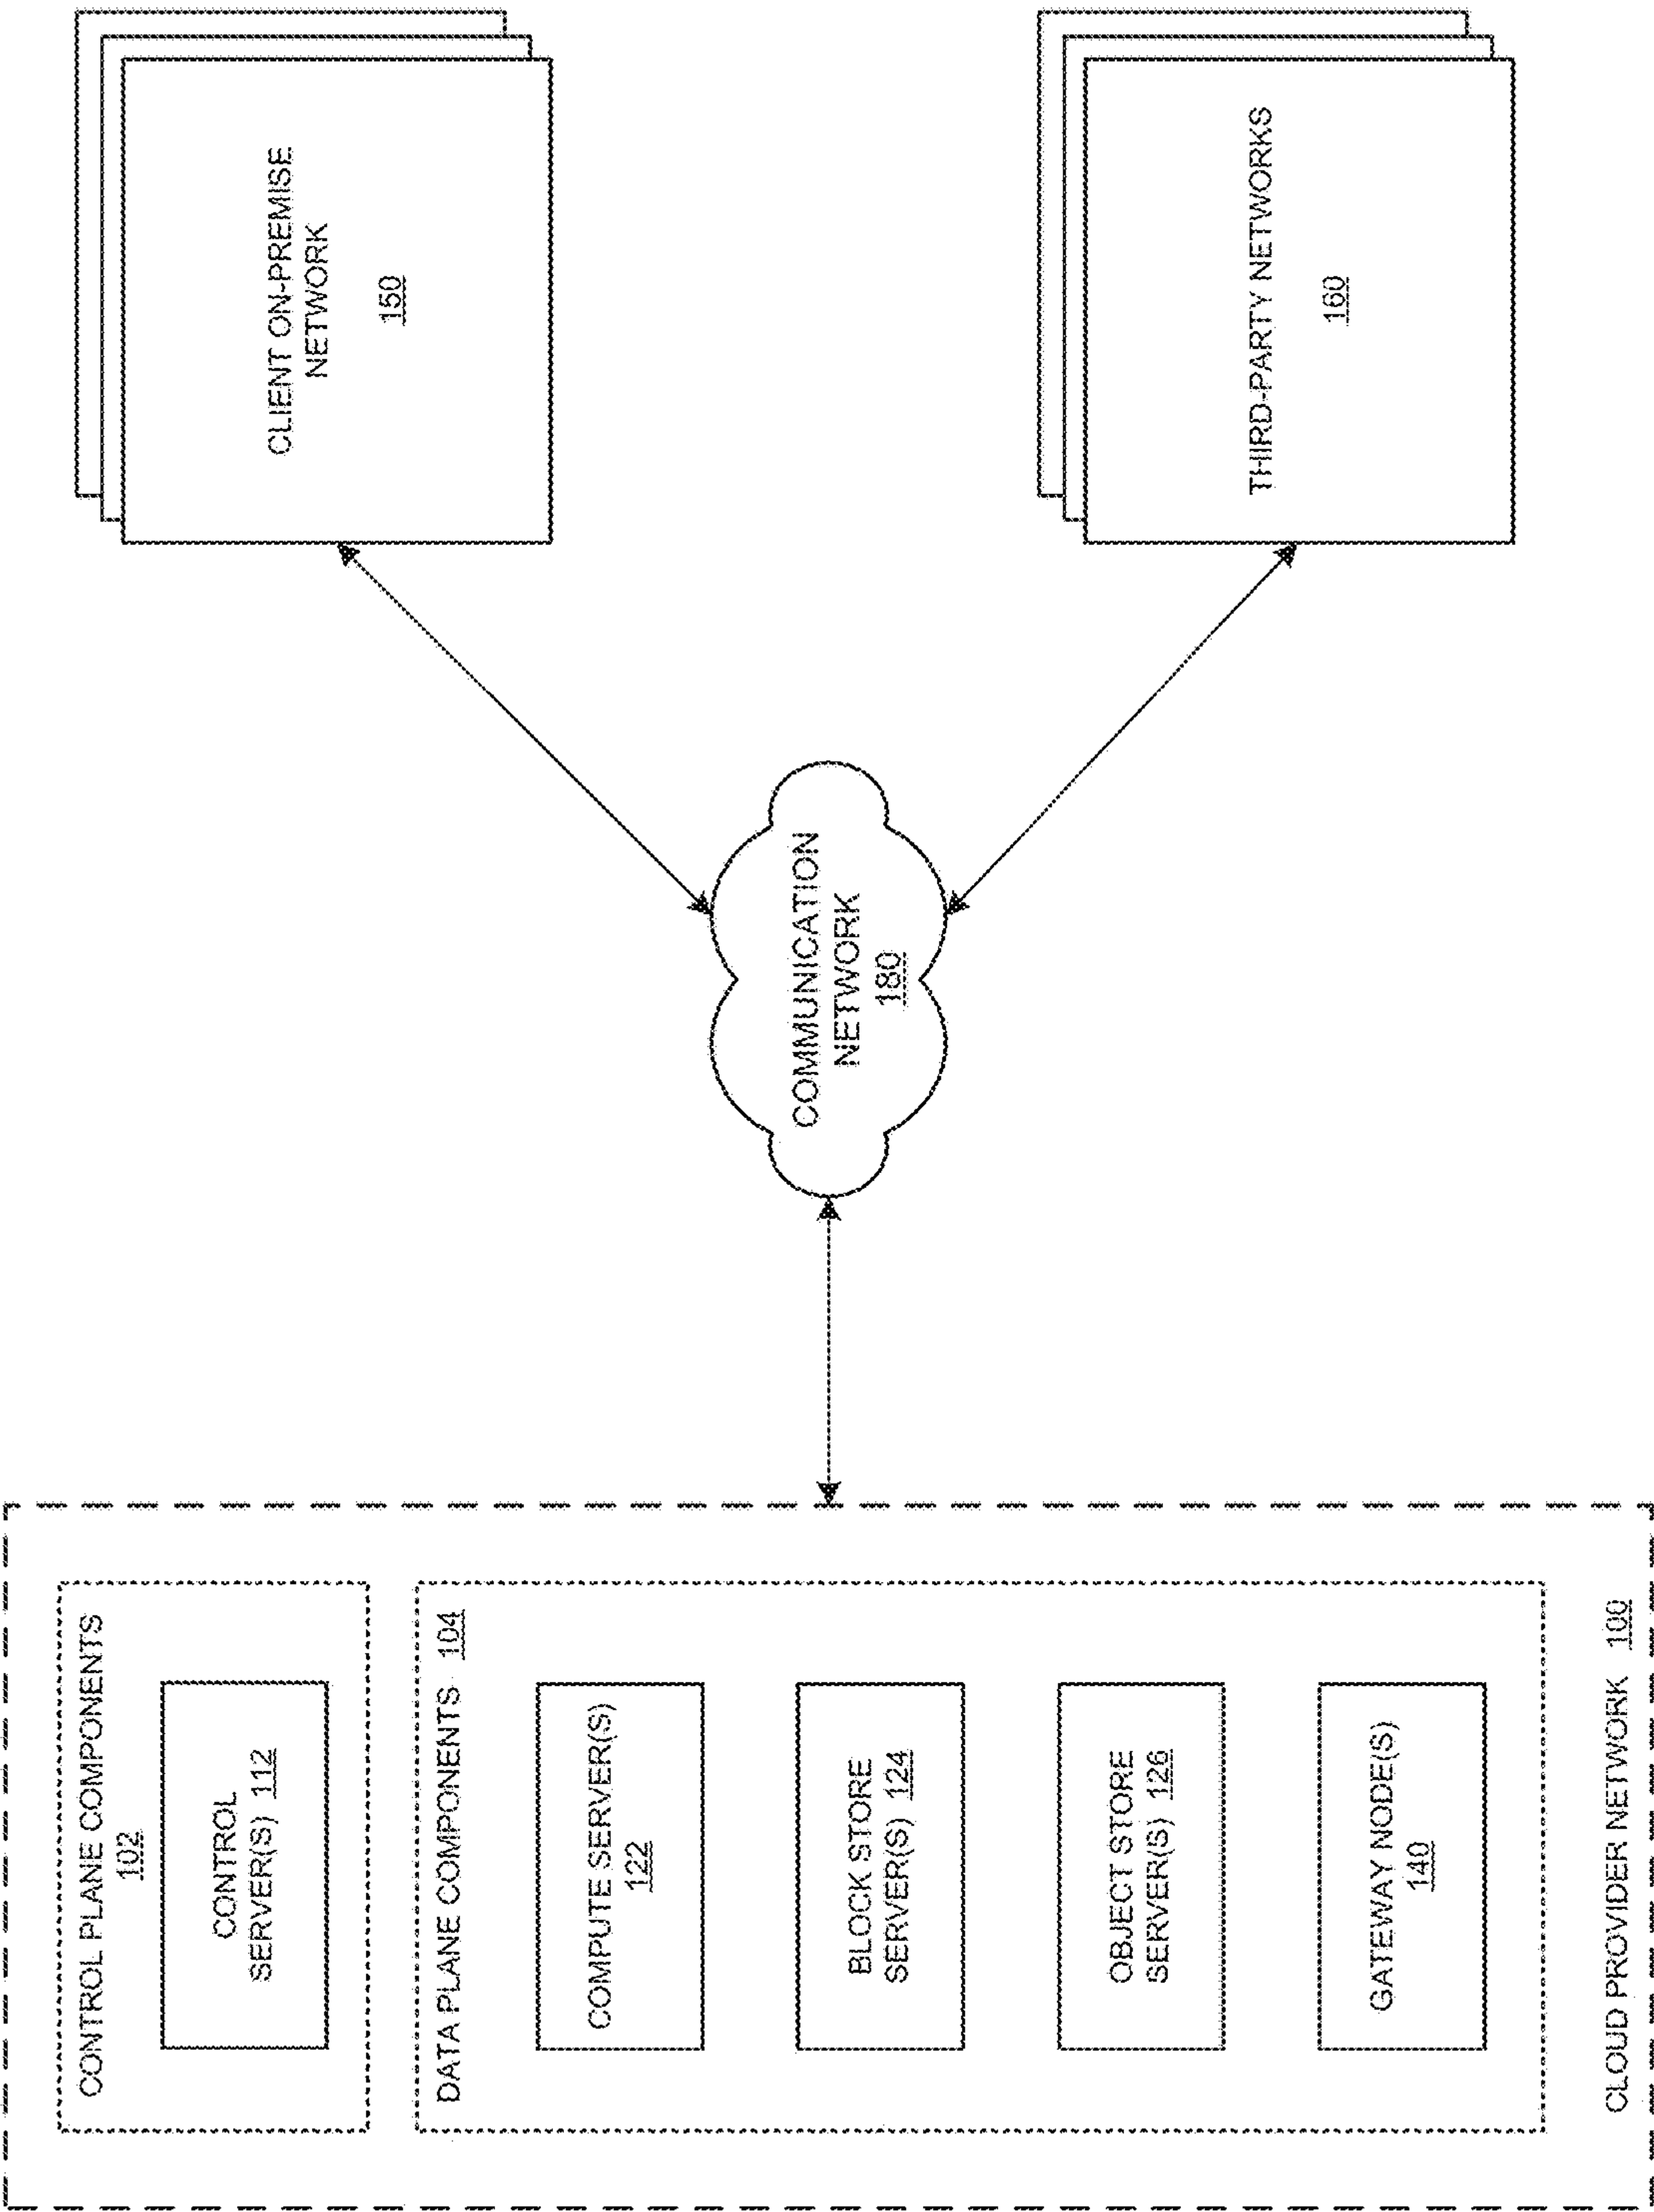 CONTROL PLANE COMPONENTS
102
CONTROL
SERVER(S) 112
DATA PLANE COMPONENTS 104
COMPUTE SERVER(S)
122
BLOCK STORE
SERVER(S) 124
OBJECT STORE
SERVER(S) 126
GATEWAY NODE(S)
140
CLOUD PROVIDER NETWORK 100
COMMUNICATION
NETWORK
180
CLIENT ON-PREMISE
NETWORK
150
THIRD-PARTY NETWORKS
160